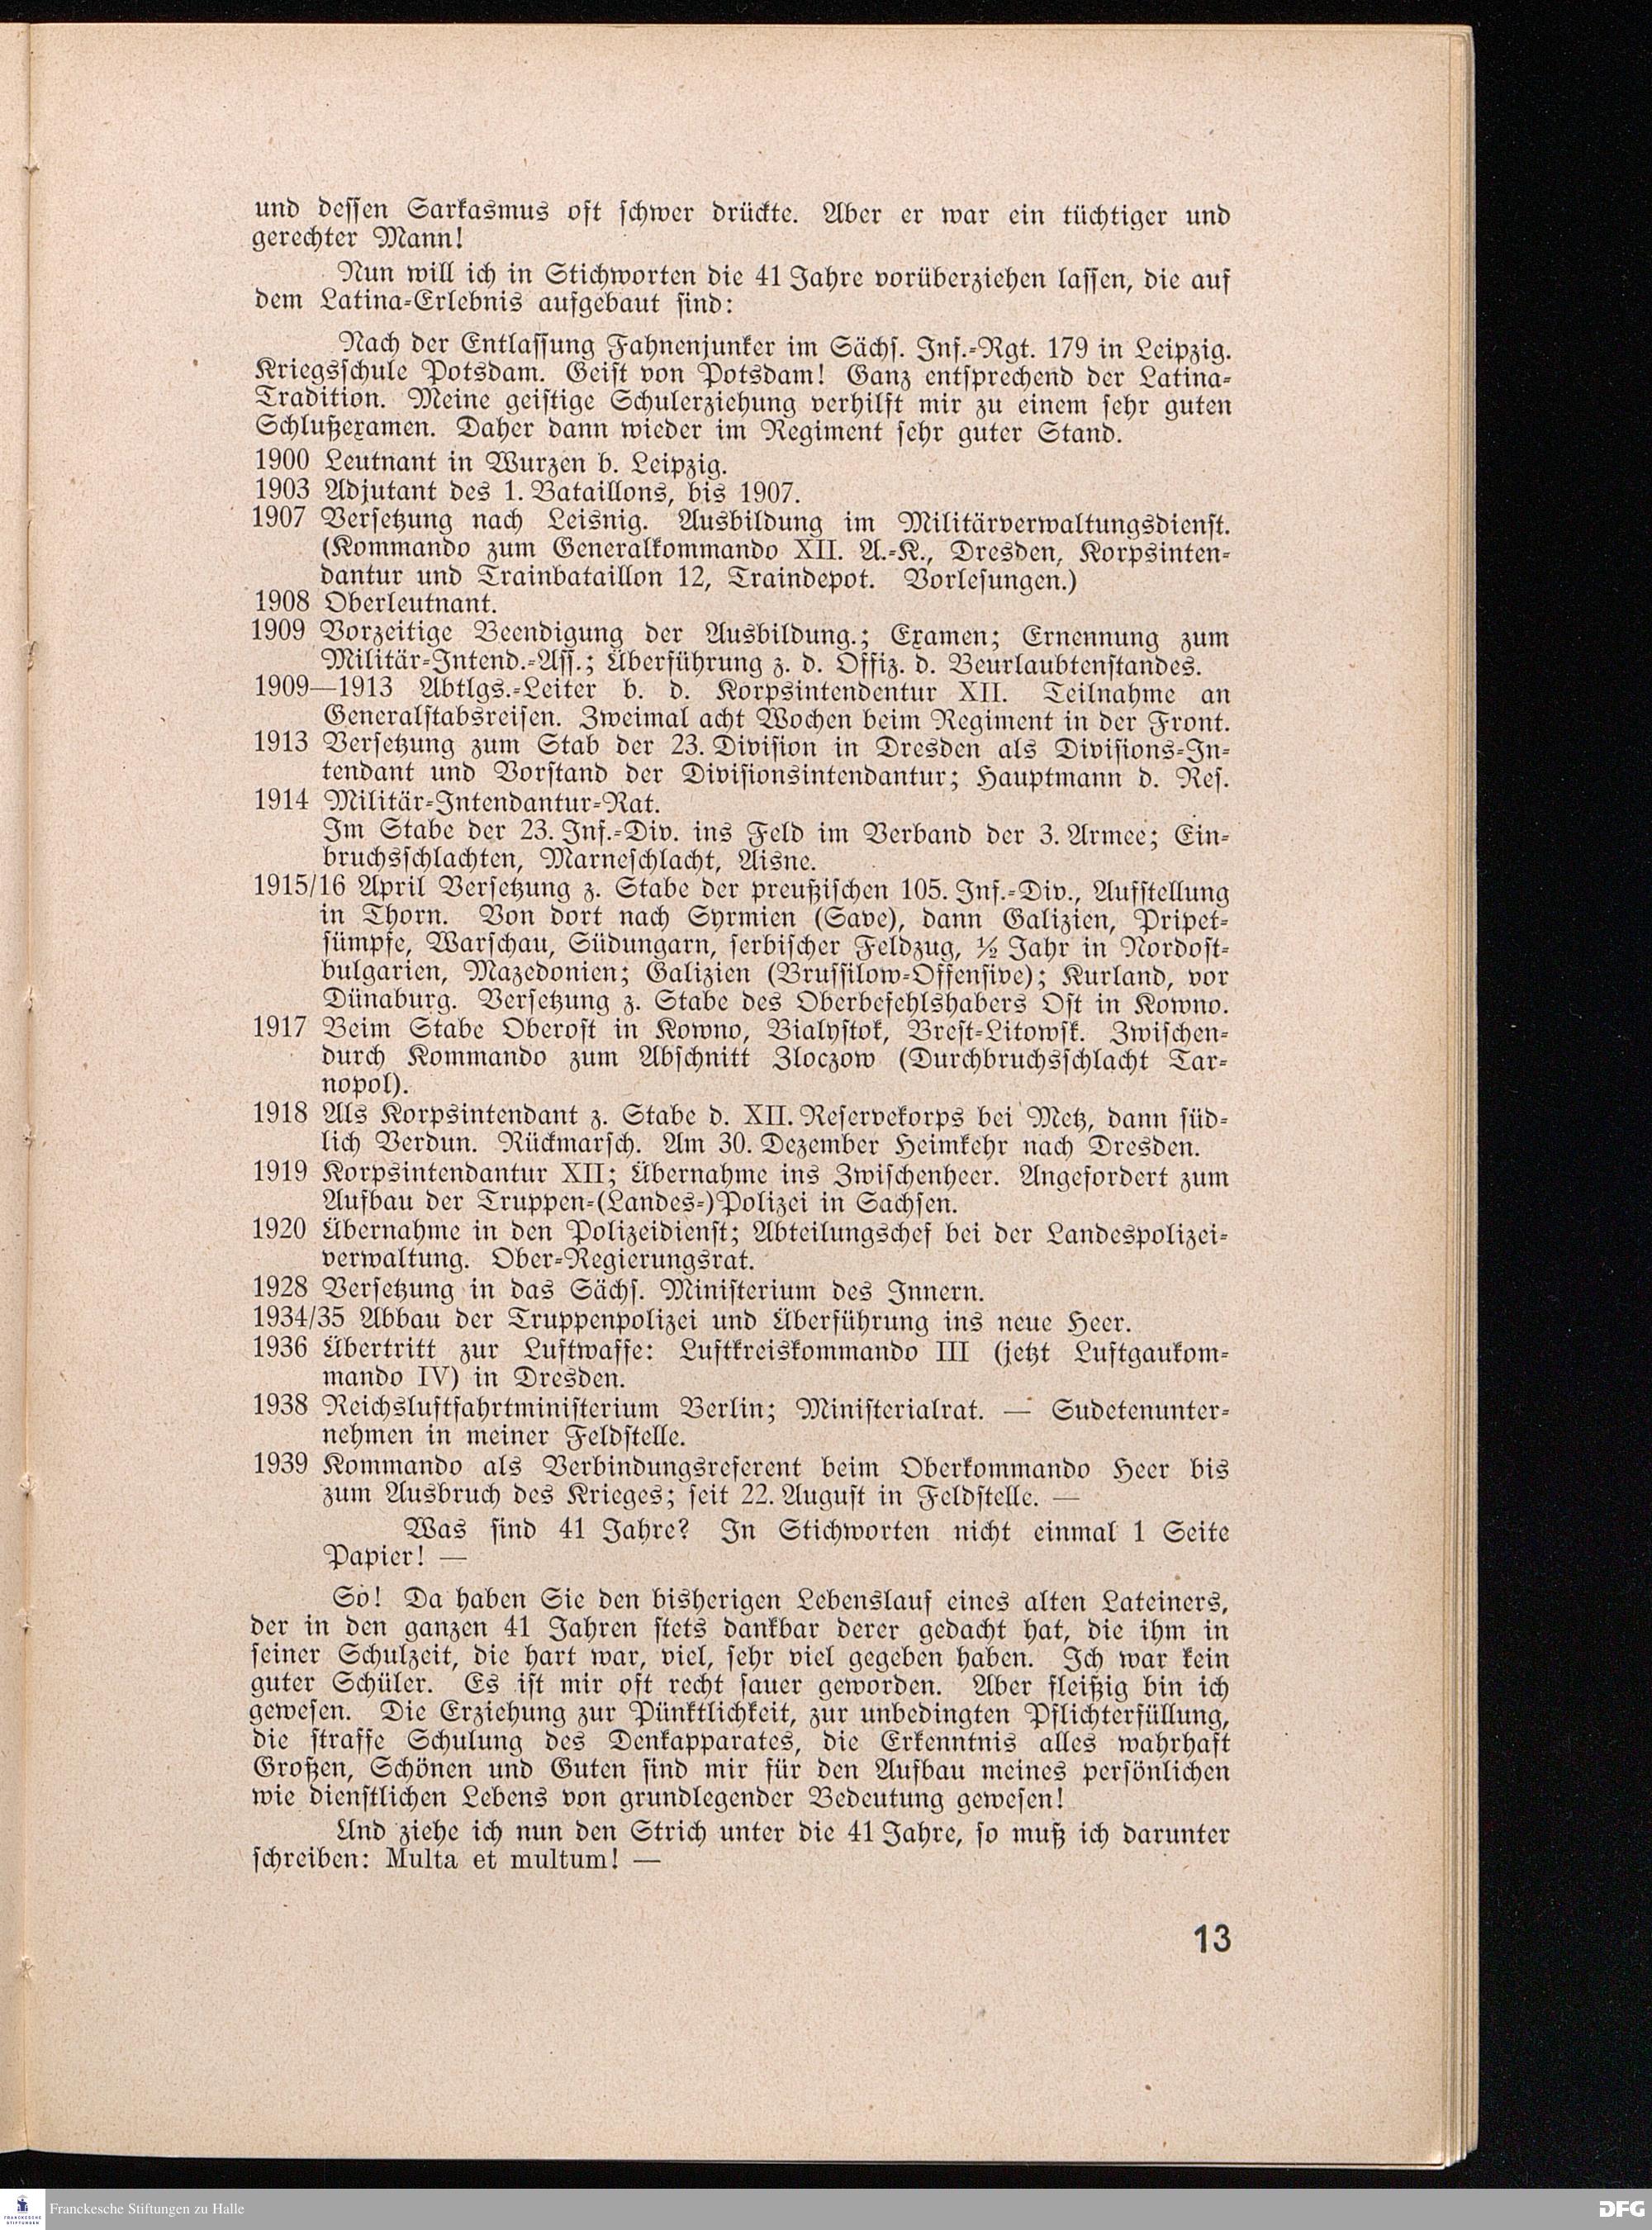 und dessen Sarkasmus oft schwer drückte. Aber er war ein tüchtiger und
gerechter Mann!
Nun will ich in Stichworten die 41 Jahre vorüberziehen lassen, die auf
dem Latina-Erlebnis aufgebaut sind:
Nach der Entlassung Fahnenjunker im Sächs. Inf.-Rgt. 179 in Leipzig.
Kriegsschule Potsdam. Geist von Potsdam! Ganz entsprechend der Latina-
Tradition. Meine geistige Schulerziehung verhilft mir zu einem sehr guten
Schlußexamen. Daher dann wieder im Regiment sehr guter Stand.
1900 Leutnant in Wurzen b. Leipzig.
1903 Adjutant des 1. Bataillons, bis 1907.
1907 Versetzung nach Leisnig. Ausbildung im Militärverwaltungsdienst.
(Kommando zum Generalkommando XII. A.-K., Dresden, Korpsinten-
dantur und Trainbataillon 12, Traindepot. Vorlesungen.)
1908 Oberleutnant.
1909 Vorzeitige Beendigung der Ausbildung.; Examen; Ernennung zum
Militär-Intend.-Ass.; Überführung z. d. Offiz. d. Beurlaubtenstandes.
1909—1913 Abtlgs.-Leiter b. d. Korpsintendentur XII. Teilnahme an
Generalstabsreisen. Zweimal acht Wochen beim Regiment in der Front.
1913 Versetzung zum Stab der 23. Division in Dresden als Divisions-In-
tendant und Vorstand der Divisionsintendantur; Hauptmann d. Res.
1914 Militär-Intendantur-Rat.
Im Stabe der 23. Inf.-Div. ins Feld im Verband der 3. Armee; Ein-
bruchsschlachten, Marneschlacht, Aisne.
1915/16 April Versetzung z. Stabe der preußischen 105. Inf.-Div., Aufstellung
in Thorn. Von dort nach Syrmien (Save), dann Galizien, Pripet-
sümpfe, Warschau, Südungarn, serbischer Feldzug, ½ Jahr in Nordost-
bulgarien, Mazedonien; Galizien (Brussilow-Offensive); Kurland, vor
Dünaburg. Versetzung z. Stabe des Oberbefehlshabers Ost in Kowno.
1917 Beim Stabe Oberost in Kowno, Bialystok, Brest-Litowsk. Zwischen-
durch Kommando zum Abschnitt Zloczow (Durchbruchsschlacht Tar-
nopol).
1918 Als Korpsintendant z. Stabe d. XII. Reservekorps bei Metz, dann süd-
lich Verdun. Rückmarsch. Am 30. Dezember Heimkehr nach Dresden.
1919 Korpsintendantur XII; Übernahme ins Zwischenheer. Angefordert zum
Aufbau der Truppen-(Landes-)Polizei in Sachsen.
1920 Übernahme in den Polizeidienst; Abteilungschef bei der Landespolizei-
verwaltung. Ober-Regierungsrat.
1928 Versetzung in das Sächs. Ministerium des Innern.
1934/35 Abbau der Truppenpolizei und Überführung ins neue Heer.
1936 Übertritt zur Luftwaffe: Luftkreiskommando III (jetzt Luftgaukom-
mando IV) in Dresden.
1938 Reichsluftfahrtministerium Berlin; Ministerialrat. — Sudetenunter-
nehmen in meiner Feldstelle.
1939 Kommando als Verbindungsreferent beim Oberkommando Heer bis
zum Ausbruch des Krieges; seit 22. August in Feldstelle. —
Was sind 41 Jahre? In Stichworten nicht einmal 1 Seite
Papier! —
So! Da haben Sie den bisherigen Lebenslauf eines alten Lateiners,
der in den ganzen 41 Jahren stets dankbar derer gedacht hat, die ihm in
seiner Schulzeit, die hart war, viel, sehr viel gegeben haben. Ich war kein
guter Schüler. Es ist mir oft recht sauer geworden. Aber fleißig bin ich
gewesen. Die Erziehung zur Pünktlichkeit, zur unbedingten Pflichterfüllung,
die straffe Schulung des Denkapparates, die Erkenntnis alles wahrhaft
Großen, Schönen und Guten sind mir für den Aufbau meines persönlichen
wie dienstlichen Lebens von grundlegender Bedeutung gewesen!
Und ziehe ich nun den Strich unter die 41 Jahre, so muß ich darunter
schreiben: Multa et multum! —
13
FRANCKESCHE
STIFTUNGEN
Franckesche Stiftungen zu Halle
DFG